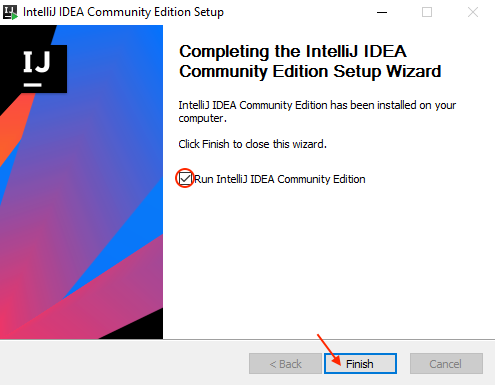 IntelliJ IDEA Community Edition Setup
IJ
Completing the IntelliJ IDEA
Community Edition Setup Wizard
IntelliJ IDEA Community Edition has been installed on your
computer.
Click Finish to close this wizard.
Run IntelliJ IDEA Community Edition
< Back
Finish
Cancel